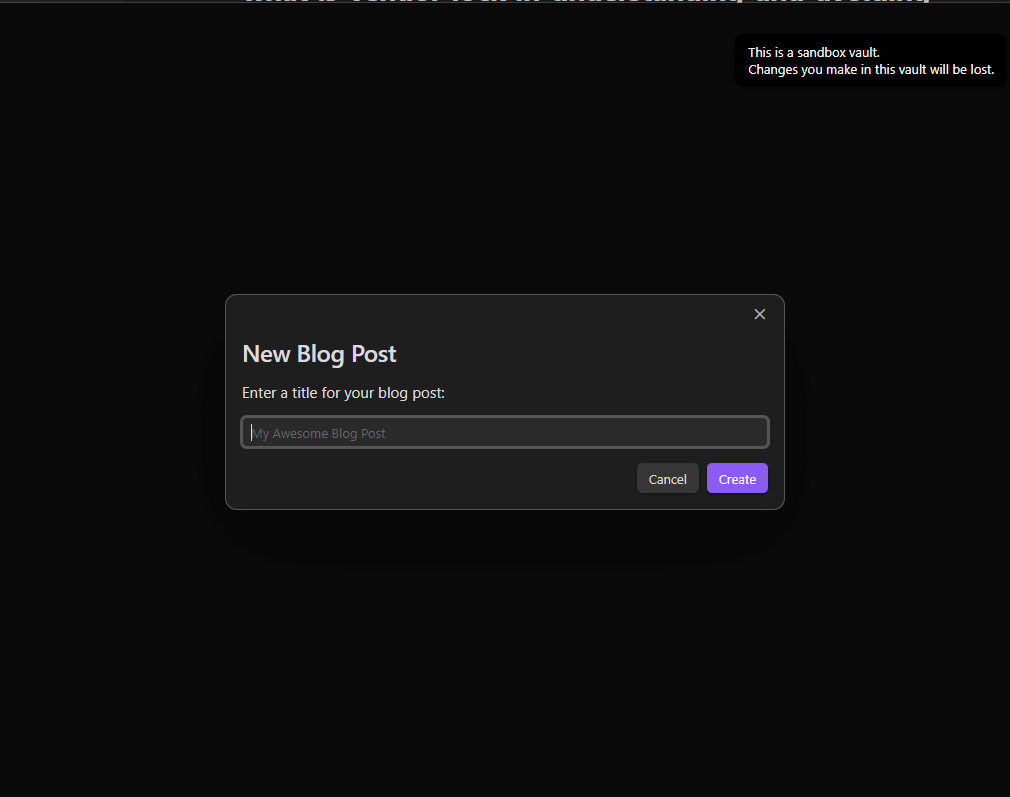 This is a sandbox vault.
Changes you make in this vault will be lost.
New Blog Post
Enter a title for your blog post:
My Awesome Blog Post
Cancel
Create